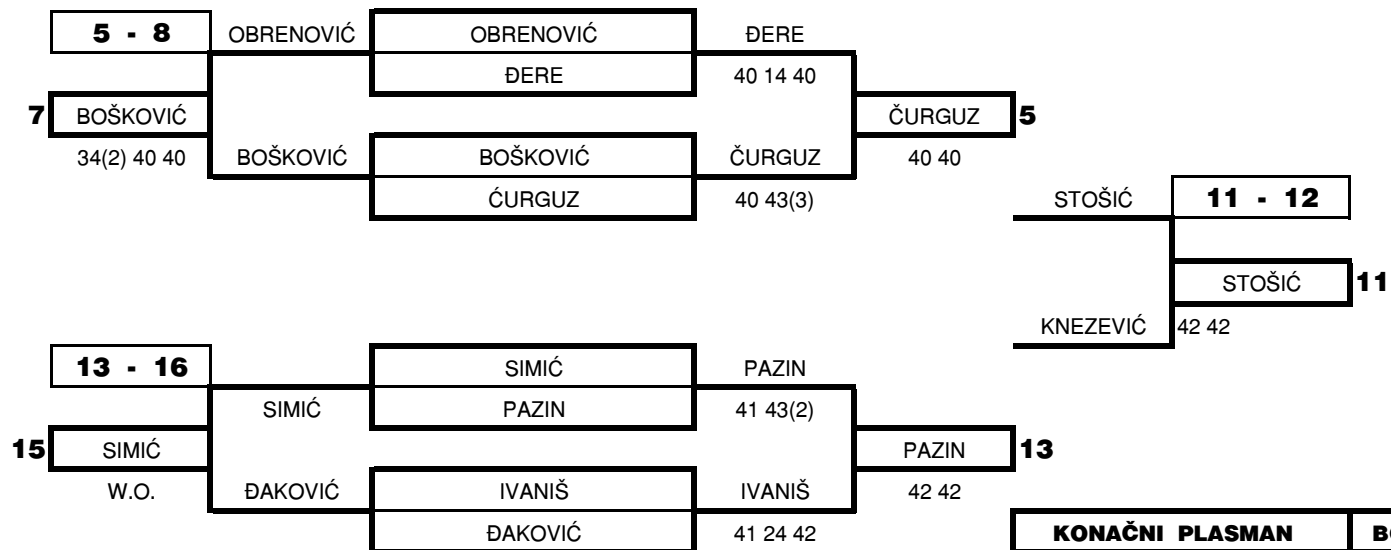 5 - 8 OBRENOVIĆ OBRENOVIĆ ĐERE
ĐERE 40 14 40
7 BOŠKOVIĆ ČURGUZ 5
34(2) 40 40 BOŠKOVIĆ BOŠKOVIĆ ČURGUZ 40 40
ĆURGUZ 40 43(3) STOŠIĆ 11 - 12
STOŠIĆ 11
KNEZEVIĆ 42 42
13 - 16 SIMIĆ PAZIN
SIMIĆ PAZIN 41 43(2)
15 SIMIĆ PAZIN 13
W.O. ĐAKOVIĆ IVANIŠ IVANIŠ 42 42
ĐAKOVIĆ 41 24 42 KONAČNI PLASMAN